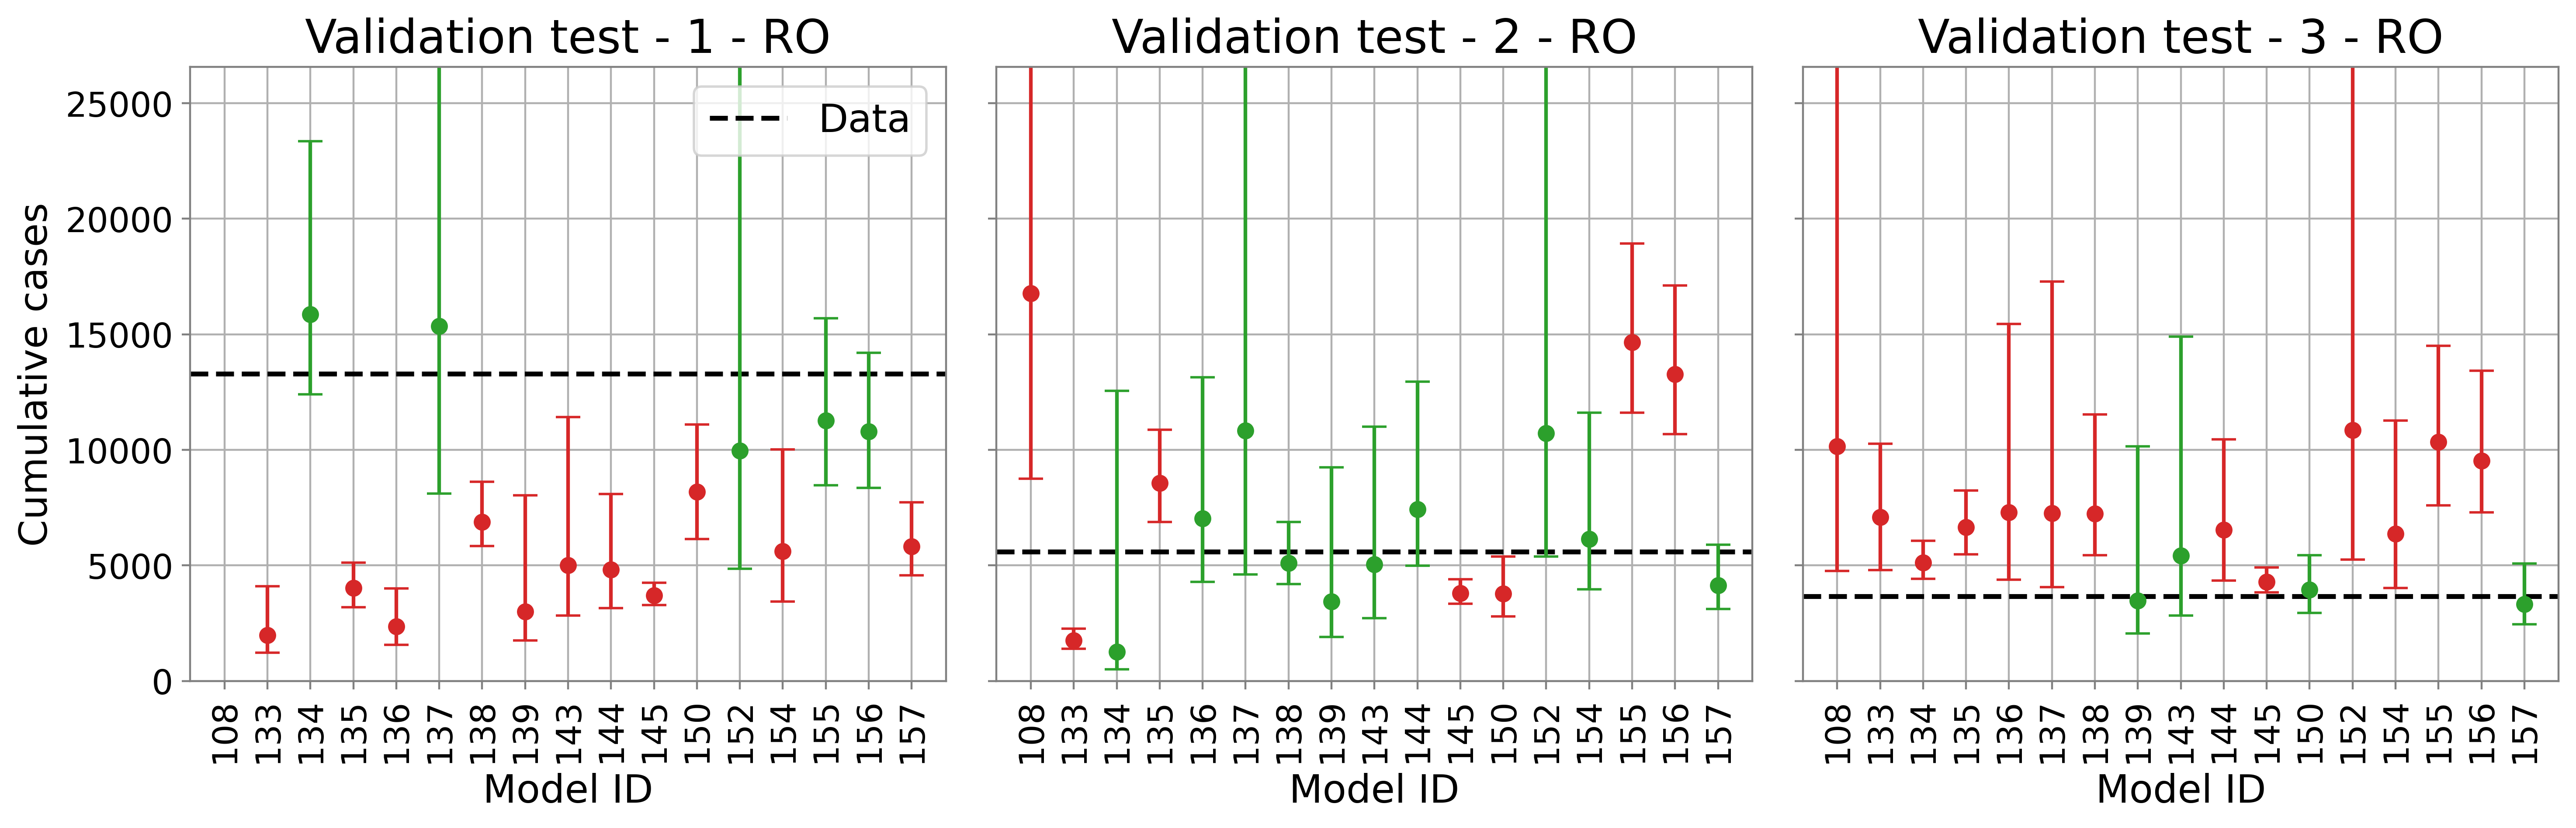 Validation test - 1 - RO
Validation test - 2 - RO
Validation test - 3 - RO
Cumulative cases
25000
20000
15000
10000
5000
0
Data
108 133 134 135 136 137 138 139 143 144 145 150 152 154 155 156 157
108 133 134 135 136 137 138 139 143 144 145 150 152 154 155 156 157
108 133 134 135 136 137 138 139 143 144 145 150 152 154 155 156 157
Model ID
Model ID
Model ID